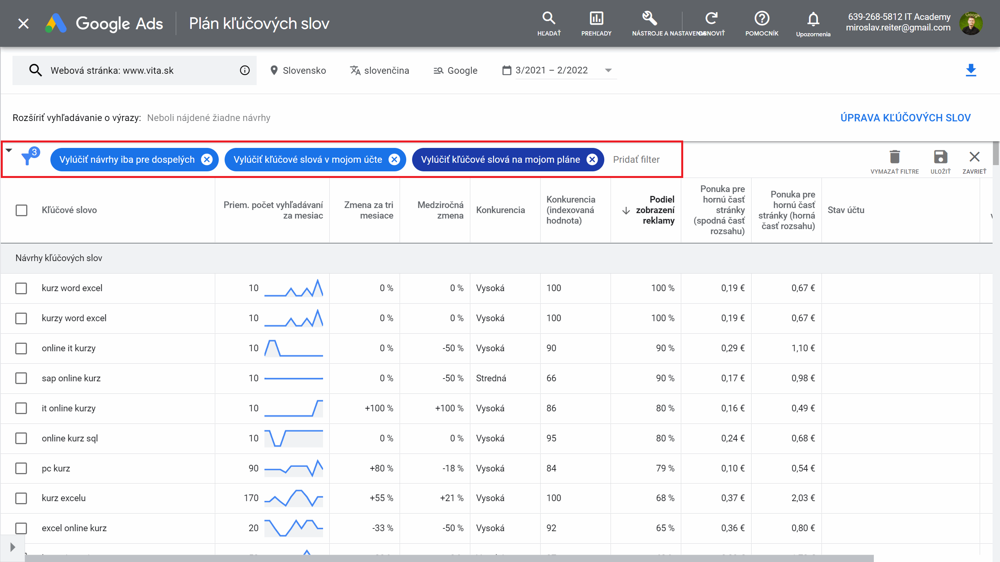 Google Ads
Plán kľúčových slov
HĽADAŤ
PREHĽADY
NÁSTROJE A NASTAVENIA
OBNOVIŤ
POMOCNÍK
Upozornenia
639-268-5812 IT Academy
miroslav.reiter@gmail.com
Google
Webová stránka: www.vita.sk
Slovensko
slovenčina
Google
3/2021 – 2/2022
Rozšíriť vyhľadávanie o výrazy: Neboli nájdené žiadne návrhy
ÚPRAVA KĽÚČOVÝCH SLOV
3
Vylúčiť návrhy iba pre dospelých
Vylúčiť kľúčové slová v mojom účte
Vylúčiť kľúčové slová na mojom pláne
Pridať filter
VYMAZAŤ FILTRE
ULOŽIŤ
ZAVRIEŤ
Kľúčové slovo
Priem. počet vyhľadávaní
za mesiac
Zmena za tri
mesiace
Medziročná
zmena
Konkurencia
Konkurencia
(indexovaná
hodnota)
Podiel
zobrazení
reklamy
Ponuka pre
hornú časť
stránky
(spodná časť
rozsahu)
Ponuka pre
hornú časť
stránky (horná
časť rozsahu)
Stav účtu
Návrhy kľúčových slov
kurz word excel 10 0 % 0 % Vysoká 100 100 % 0,19 € 0,67 €
kurzy word excel 10 0 % 0 % Vysoká 100 100 % 0,19 € 0,67 €
online it kurzy 10 0 % -50 % Vysoká 90 90 % 0,29 € 1,10 €
sap online kurz 10 0 % -50 % Stredná 66 90 % 0,17 € 0,98 €
it online kurzy 10 +100 % +100 % Vysoká 86 80 % 0,16 € 0,49 €
online kurz sql 10 0 % 0 % Vysoká 95 80 % 0,24 € 0,68 €
pc kurz 90 +80 % -18 % Vysoká 84 79 % 0,10 € 0,54 €
kurz excelu 170 +55 % +21 % Vysoká 100 68 % 0,37 € 2,03 €
excel online kurz 20 -33 % -50 % Vysoká 92 65 % 0,36 € 0,80 €